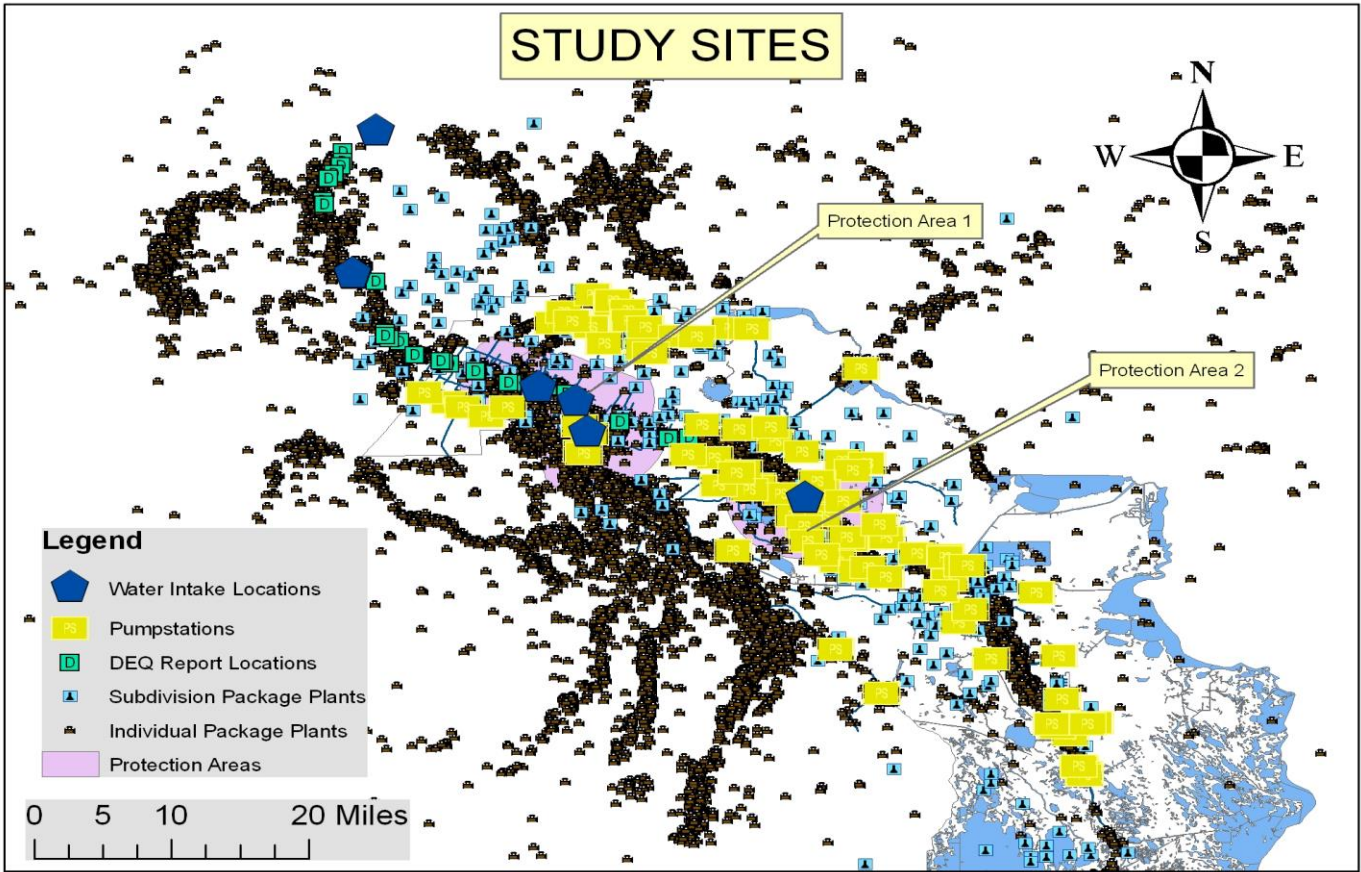 STUDY SITES
N
W
E
S
Protection Area 1
Protection Area 2
Legend
Water Intake Locations
PS Pumpstations
D DEQ Report Locations
Subdivision Package Plants
Individual Package Plants
Protection Areas
0 5 10 20 Miles